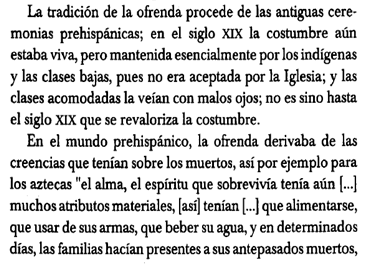 La tradición de la ofrenda procede de las antiguas cere-
monias prehispánicas; en el siglo XIX la costumbre aún
estaba viva, pero mantenida esencialmente por los indígenas
y las clases bajas, pues no era aceptada por la Iglesia; y las
clases acomodadas la veían con malos ojos; no es sino hasta
el siglo XIX que se revaloriza la costumbre.
En el mundo prehispánico, la ofrenda derivaba de las
creencias que tenían sobre los muertos, así por ejemplo para
los aztecas "el alma, el espíritu que sobrevivía tenía aún [...]
muchos atributos materiales, [así] tenían [...] que alimentarse,
que usar de sus armas, que beber su agua, y en determinados
días, las familias hacían presentes a sus antepasados muertos,